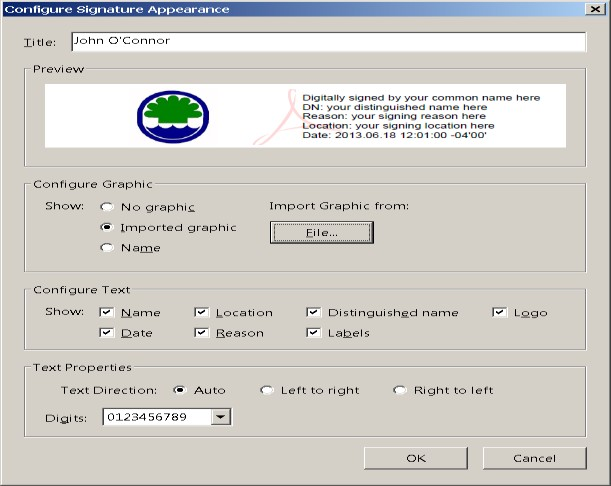 Configure Signature Appearance
Title: John O'Connor
Preview
Digitally signed by your common name here
DN: your distinguished name here
Reason: your signing reason here
Location: your signing location here
Date: 2013.06.18 12:01:00 -04'00'
Configure Graphic
Show: No graphic Import Graphic from:
Imported graphic File...
Name
Configure Text
Show: Name Location Distinguished name Logo
Date Reason Labels
Text Properties
Text Direction: Auto Left to right Right to left
Digits: 0123456789
OK Cancel